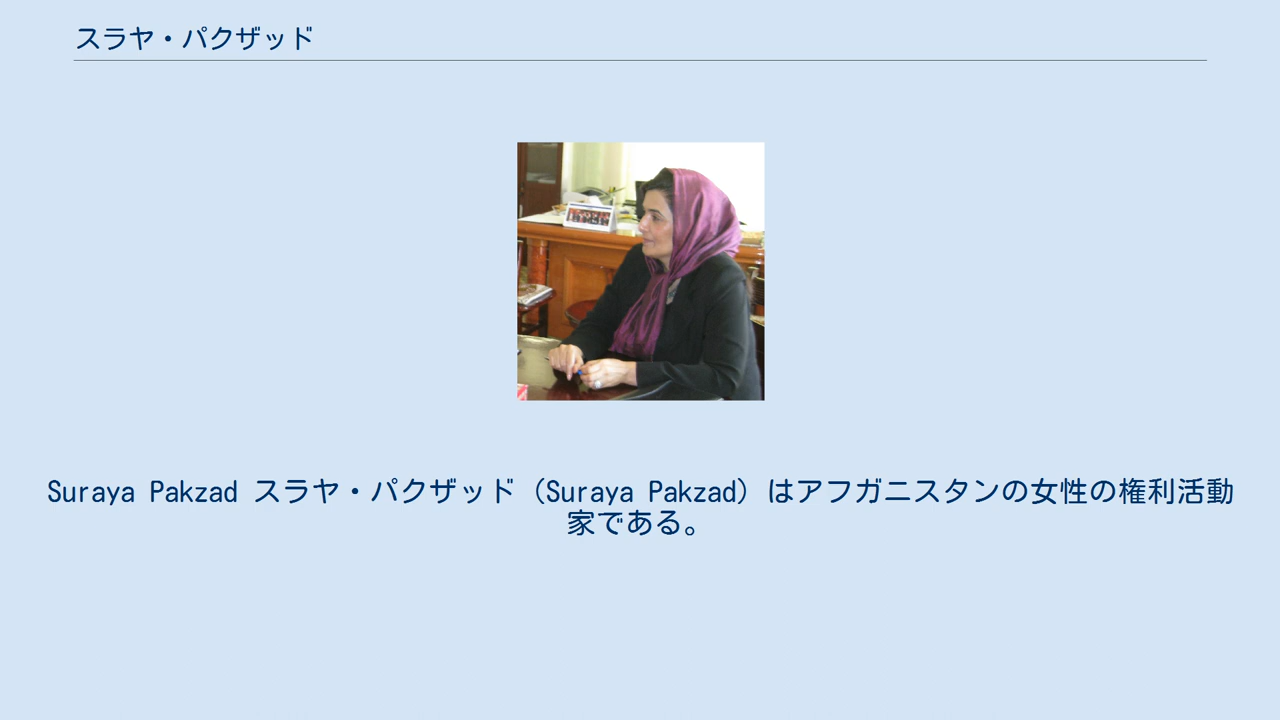 スラヤ・パクザッド
Suraya Pakzad スラヤ・パクザッド（Suraya Pakzad）はアフガニスタンの女性の権利活動
家である。